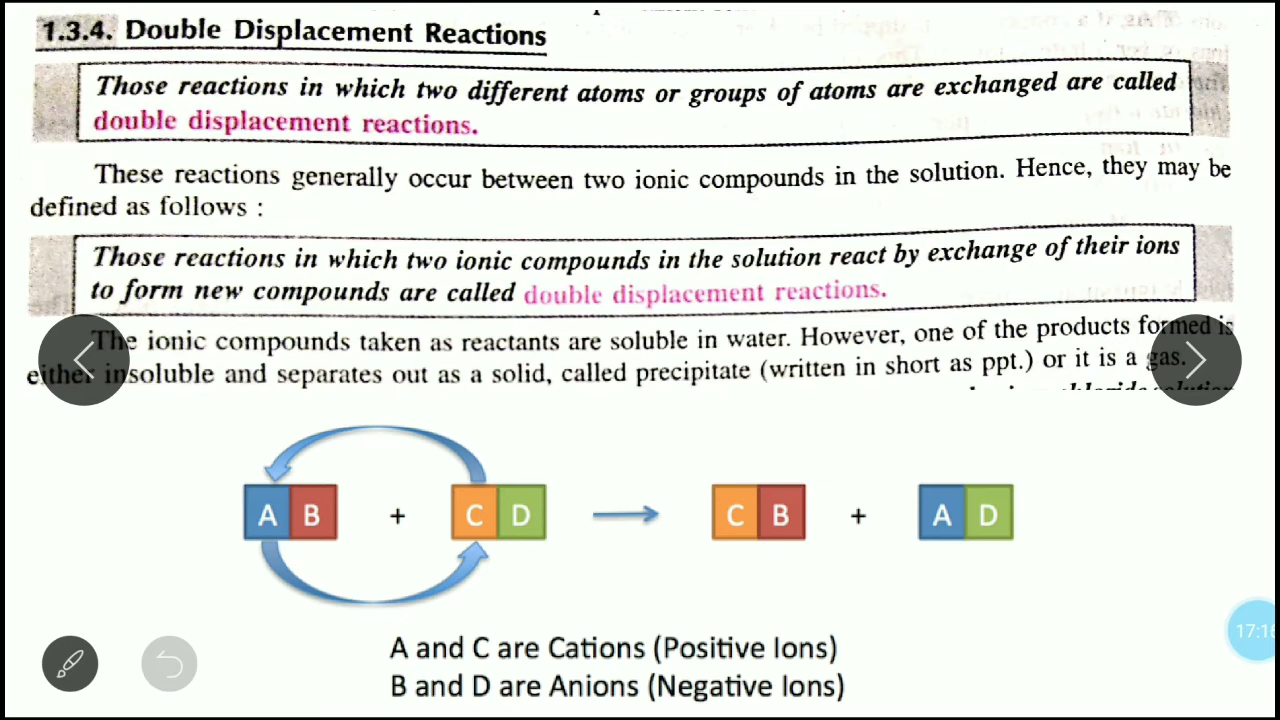 1.3.4. Double Displacement Reactions
Those reactions in which two different atoms or groups of atoms are exchanged are called
double displacement reactions.
These reactions generally occur between two ionic compounds in the solution. Hence, they may be
defined as follows :
Those reactions in which two ionic compounds in the solution react by exchange of their ions
to form new compounds are called double displacement reactions.
The ionic compounds taken as reactants are soluble in water. However, one of the products formed is
either insoluble and separates out as a solid, called precipitate (written in short as ppt.) or it is a gas.
A B + C D → C B + A D
A and C are Cations (Positive Ions)
B and D are Anions (Negative Ions)
17:16